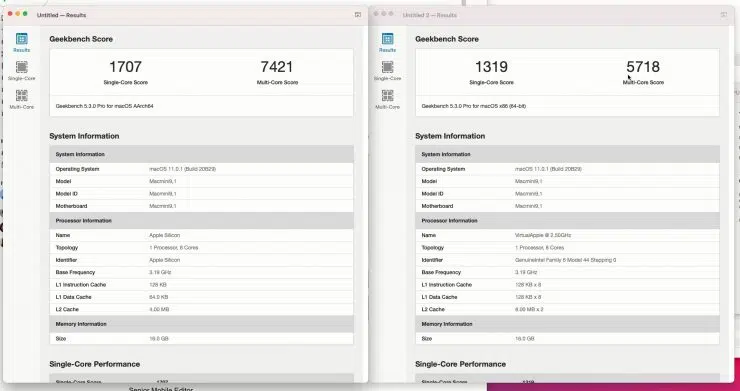 Untitled — Results
Results
Single-Core
Multi-Core
Geekbench Score
1707
7421
Single-Core Score
Multi-Core Score
Geekbench 5.3.0 Pro for macOS AArch64
System Information
System Information
Operating System macOS 11.0.1 (Build 20B29)
Model Macmini9,1
Model ID Macmini9,1
Motherboard Macmini9,1
Processor Information
Name Apple Silicon
Topology 1 Processor, 8 Cores
Identifier Apple Silicon
Base Frequency 3.19 GHz
L1 Instruction Cache 128 KB
L1 Data Cache 64.0 KB
L2 Cache 4.00 MB
Memory Information
Size 16.0 GB
Single-Core Performance
Single-Core Score 1707
Untitled 2 — Results
Results
Single-Core
Multi-Core
Geekbench Score
1319
5718
Single-Core Score
Multi-Core Score
Geekbench 5.3.0 Pro for macOS x86 (64-bit)
System Information
System Information
Operating System macOS 11.0.1 (Build 20B29)
Model Macmini9,1
Model ID Macmini9,1
Motherboard Macmini9,1
Processor Information
Name VirtualApple @ 2.50GHz
Topology 1 Processor, 8 Cores
Identifier GenuineIntel Family 6 Model 44 Stepping 0
Base Frequency 3.19 GHz
L1 Instruction Cache 128 KB x 8
L1 Data Cache 128 KB x 8
L2 Cache 6.00 MB x 2
Memory Information
Size 16.0 GB
Single-Core Performance
Single-Core Score 1319
Senior Mobile Editor